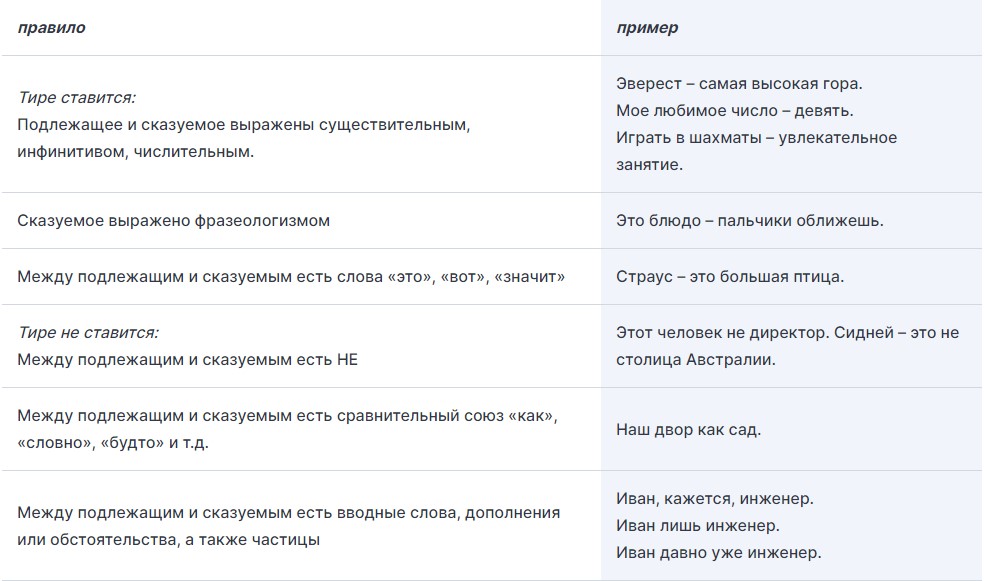 правило
пример
Тире ставится:
Подлежащее и сказуемое выражены существительным,
инфинитивом, числительным.
Эверест – самая высокая гора.
Мое любимое число – девять.
Играть в шахматы – увлекательное
занятие.
Сказуемое выражено фразеологизмом
Это блюдо – пальчики оближешь.
Между подлежащим и сказуемым есть слова «это», «вот», «значит»
Страус – это большая птица.
Тире не ставится:
Между подлежащим и сказуемым есть НЕ
Этот человек не директор. Сидней – это не
столица Австралии.
Между подлежащим и сказуемым есть сравнительный союз «как»,
«словно», «будто» и т.д.
Наш двор как сад.
Между подлежащим и сказуемым есть вводные слова, дополнения
или обстоятельства, а также частицы
Иван, кажется, инженер.
Иван лишь инженер.
Иван давно уже инженер.